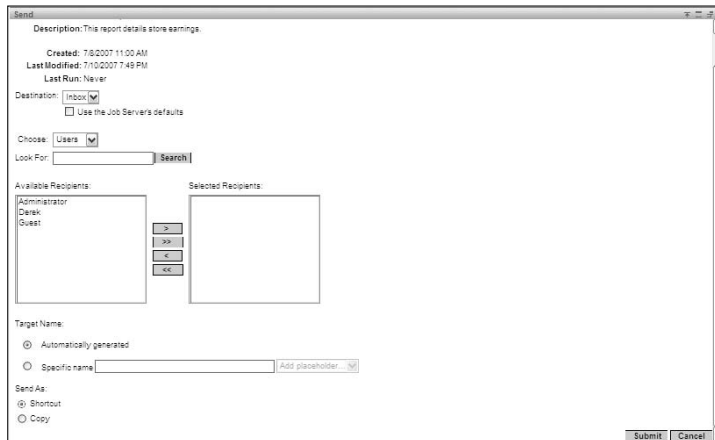 Send
Description: This report details store earnings.
Created: 7/8/2007 11:00 AM
Last Modified: 7/10/2007 7:49 PM
Last Run: Never
Destination: Inbox
Use the Job Server's defaults
Choose: Users
Look For: Search
Available Recipients: Selected Recipients:
Administrator
Derek
Guest
>
>>
<
<<
Target Name:
Automatically generated
Specific name Add placeholder...
Send As:
Shortcut
Copy
Submit Cancel